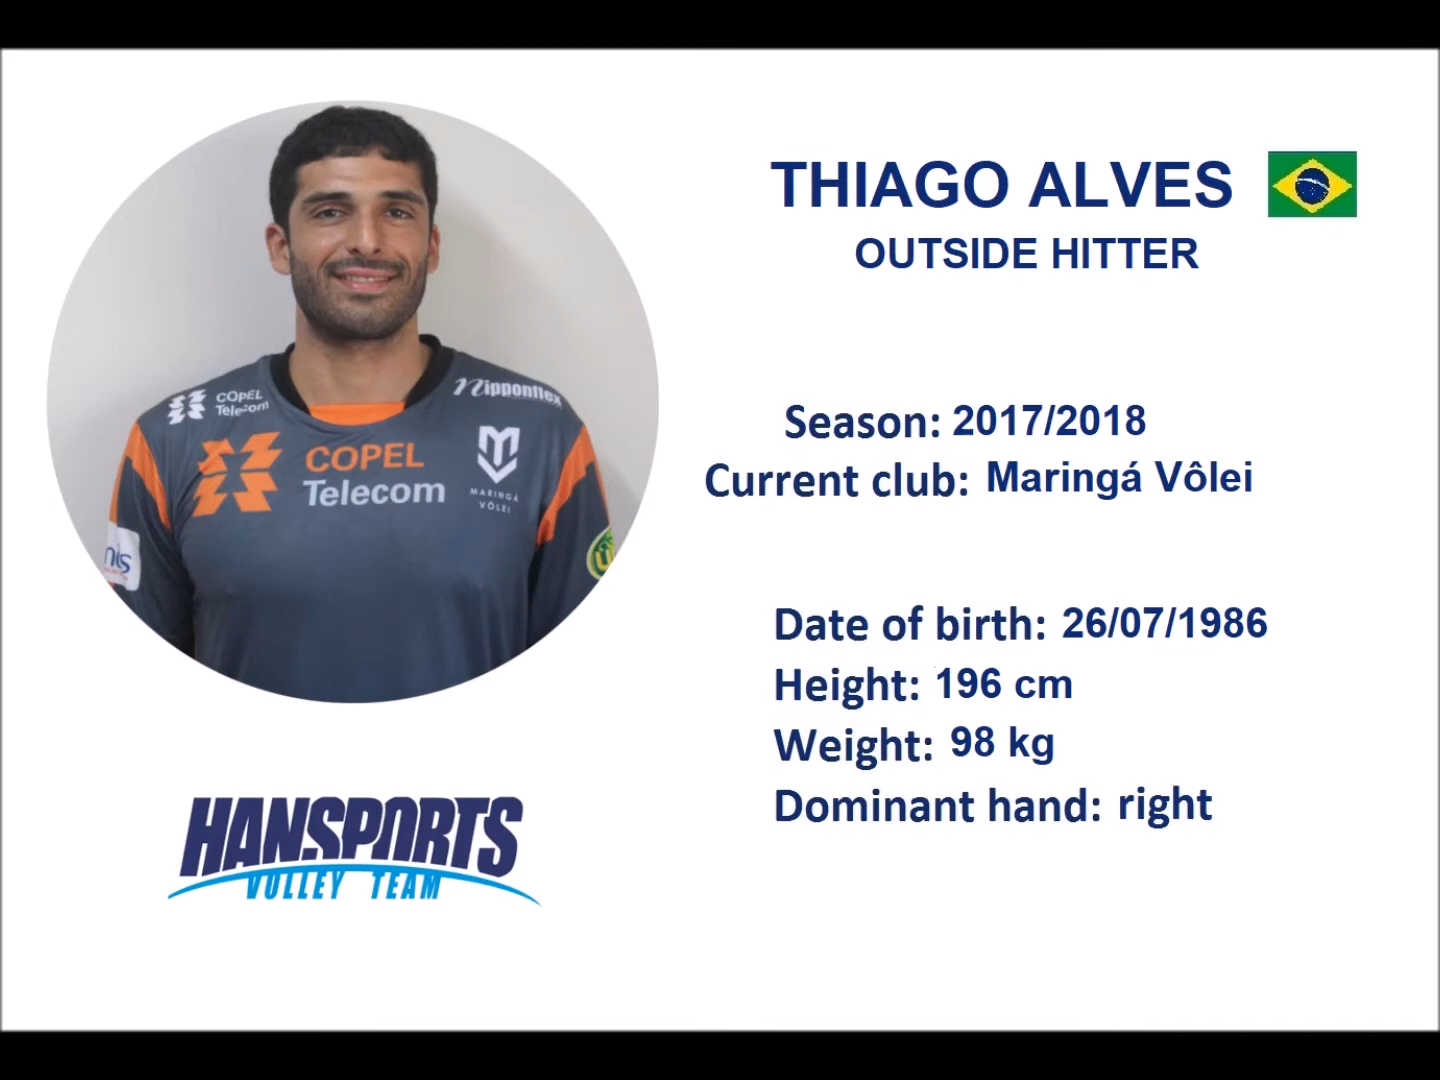 THIAGO ALVES
OUTSIDE HITTER
Season: 2017/2018
Current club: Maringá Vôlei
Date of birth: 26/07/1986
Height: 196 cm
Weight: 98 kg
Dominant hand: right
COPEL
Telecom
Nipponflex
COPEL
Telecom
MARINGÁ
VÔLEI
HANSPORTS
VOLLEY TEAM